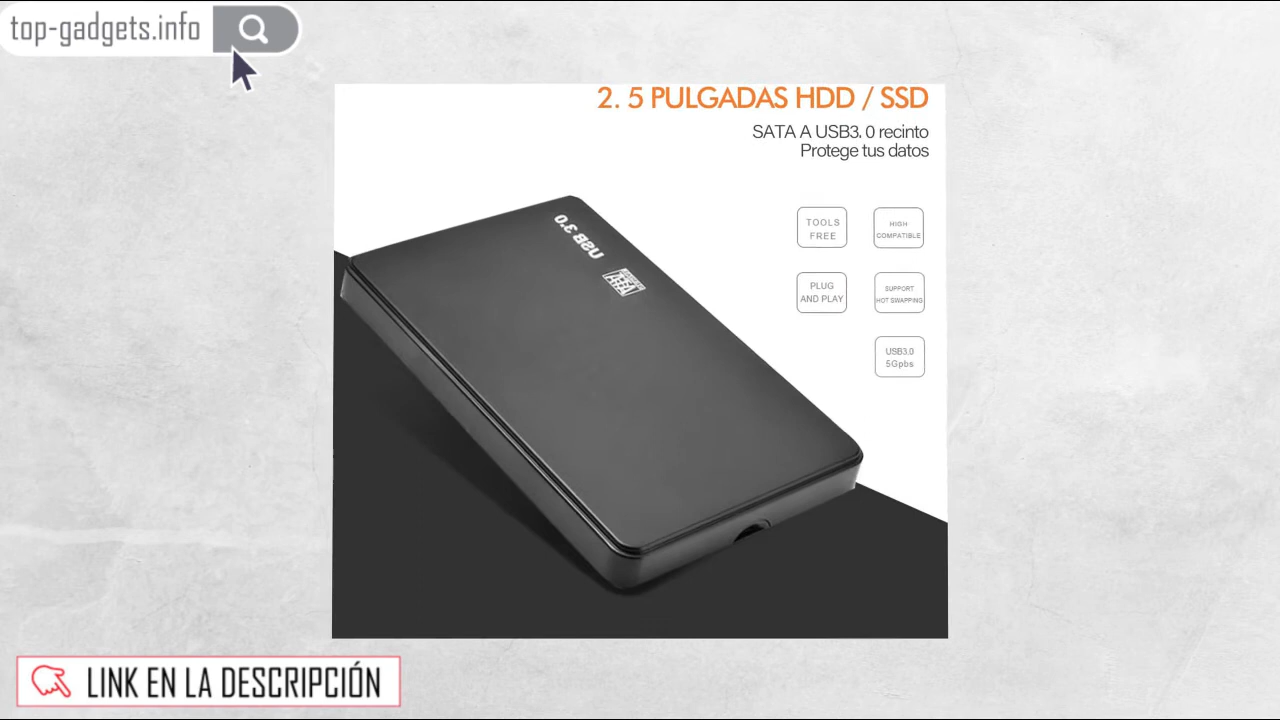 top-gadgets.info
2. 5 PULGADAS HDD / SSD
SATA A USB3. 0 recinto
Protege tus datos
TOOLS
FREE
HIGH
COMPATIBLE
PLUG
AND PLAY
SUPPORT
HOT SWAPPING
USB3.0
5Gpbs
USB 3.0
SATA
LINK EN LA DESCRIPCIÓN